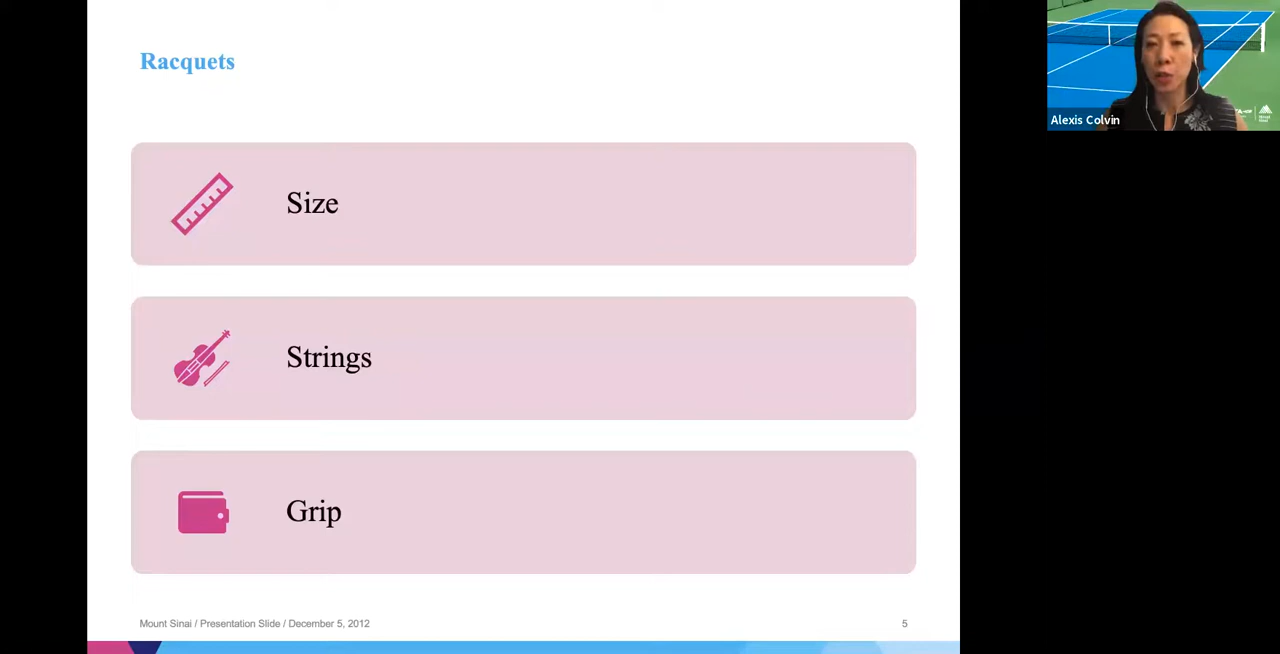 Racquets
Alexis Colvin
Size
Strings
Grip
Mount Sinai / Presentation Slide / December 5, 2012
5